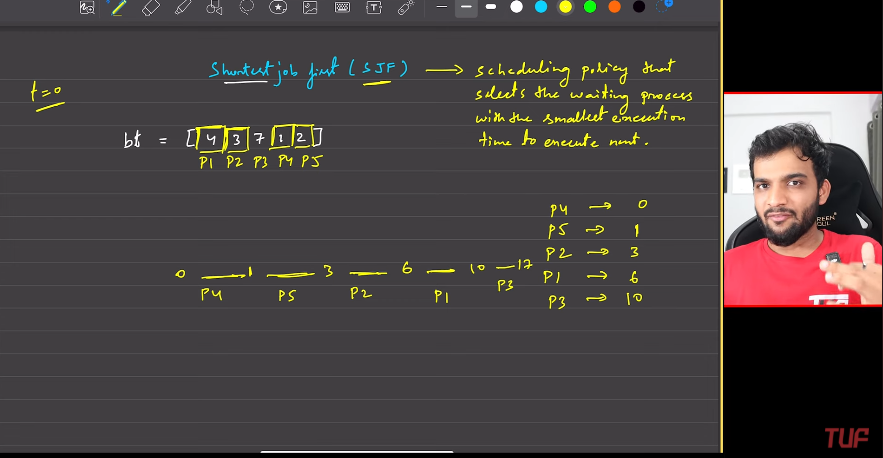 Shortest job first (SJF) → scheduling policy that
selects the waiting process
with the smallest execution
time to execute next.
t=0
bt = [ 4 3 7 1 2 ]
P1 P2 P3 P4 P5
P4 → 0
P5 → 1
P2 → 3
P1 → 6
P3 → 10
0 1 3 6 10 17
P4 P5 P2 P1 P3
TUF